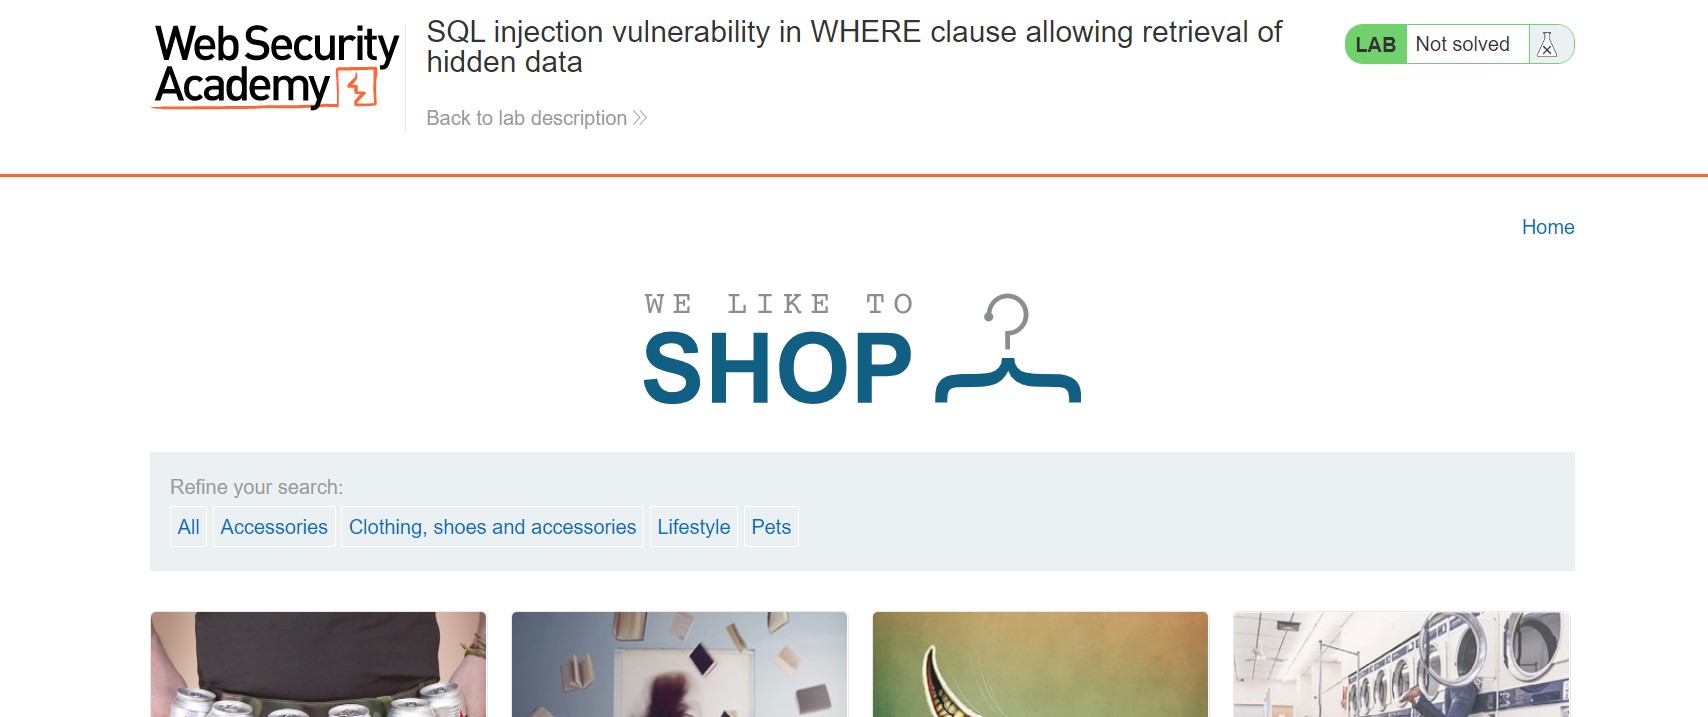 Web Security
Academy
SQL injection vulnerability in WHERE clause allowing retrieval of
hidden data
Back to lab description
LAB Not solved
Home
WE LIKE TO
SHOP
Refine your search:
All Accessories Clothing, shoes and accessories Lifestyle Pets